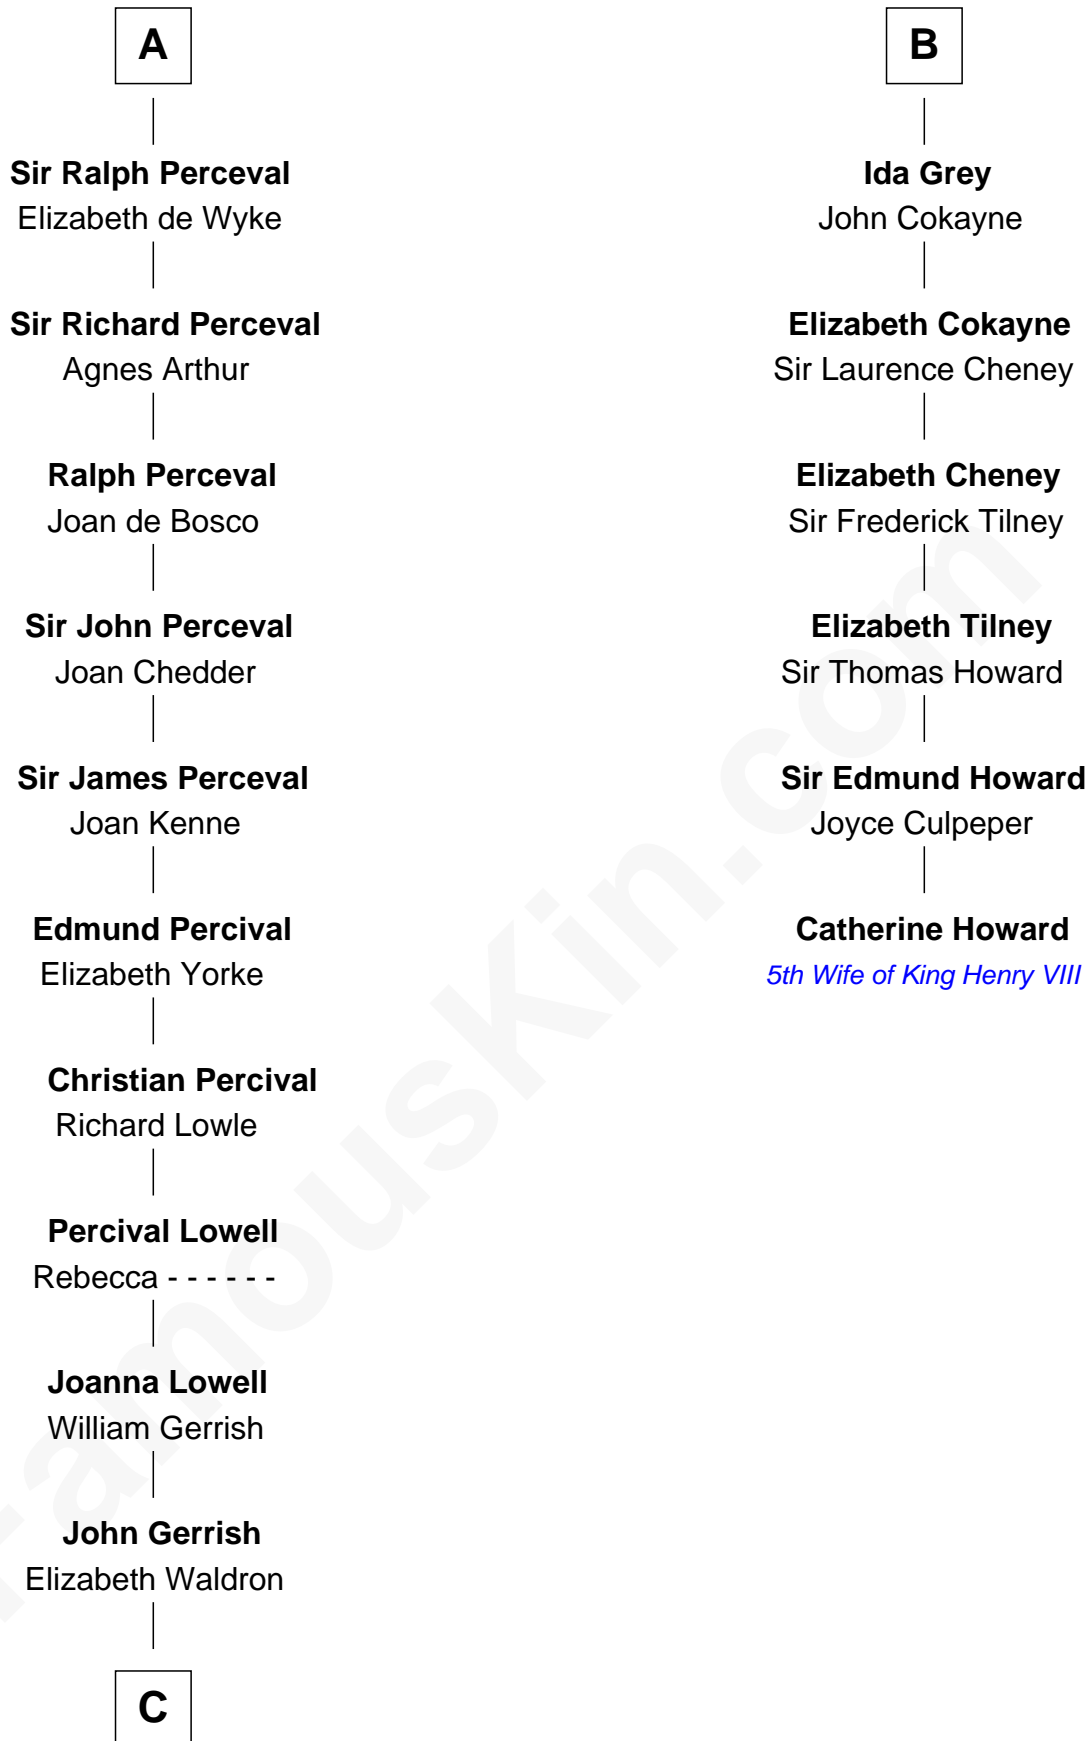 A
Sir Ralph Perceval
Elizabeth de Wyke
Sir Richard Perceval
Agnes Arthur
Ralph Perceval
Joan de Bosco
Sir John Perceval
Joan Chedder
Sir James Perceval
Joan Kenne
Edmund Percival
Elizabeth Yorke
Christian Percival
Richard Lowle
Percival Lowell
Rebecca - - - - - -
Joanna Lowell
William Gerrish
John Gerrish
Elizabeth Waldron
C
B
Ida Grey
John Cokayne
Elizabeth Cokayne
Sir Laurence Cheney
Elizabeth Cheney
Sir Frederick Tilney
Elizabeth Tilney
Sir Thomas Howard
Sir Edmund Howard
Joyce Culpeper
Catherine Howard
5th Wife of King Henry VIII
FamousKin.com